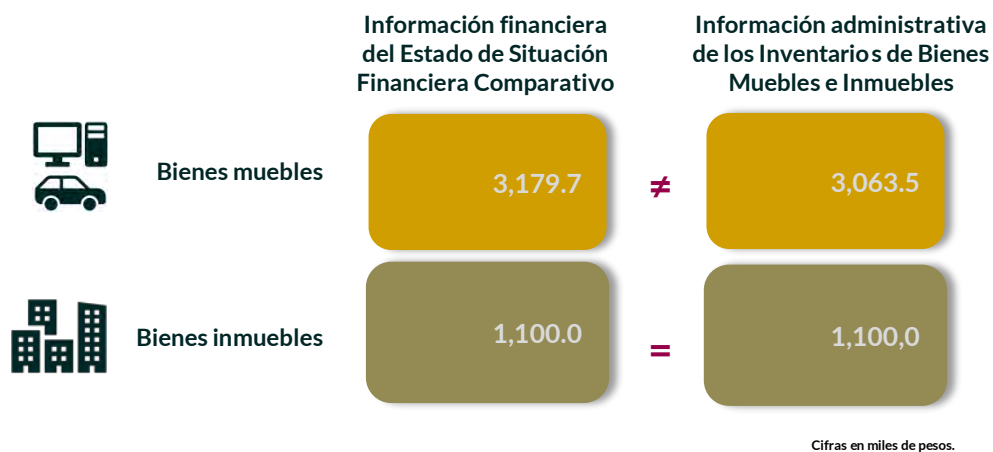 Información financiera
del Estado de Situación
Financiera Comparativo
Información administrativa
de los Inventarios de Bienes
Muebles e Inmuebles
Bienes muebles
3,179.7
≠
3,063.5
Bienes inmuebles
1,100.0
=
1,100,0
Cifras en miles de pesos.